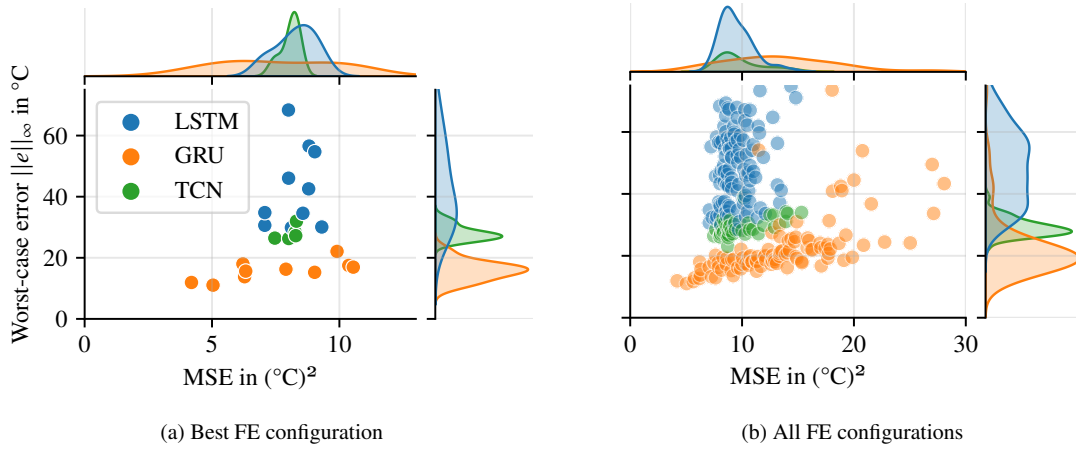 Worst-case error ||e||∞ in °C
60
40
20
0
LSTM
GRU
TCN
0 5 10
MSE in (°C)²
(a) Best FE configuration
0 10 20 30
MSE in (°C)²
(b) All FE configurations